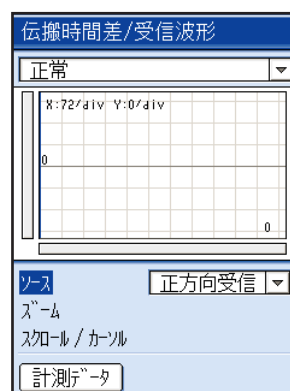 伝搬時間差/受信波形
正常
X:72/div Y:0/div
0
0
ソース 正方向受信
ズーム
スクロール / カーソル
計測データ